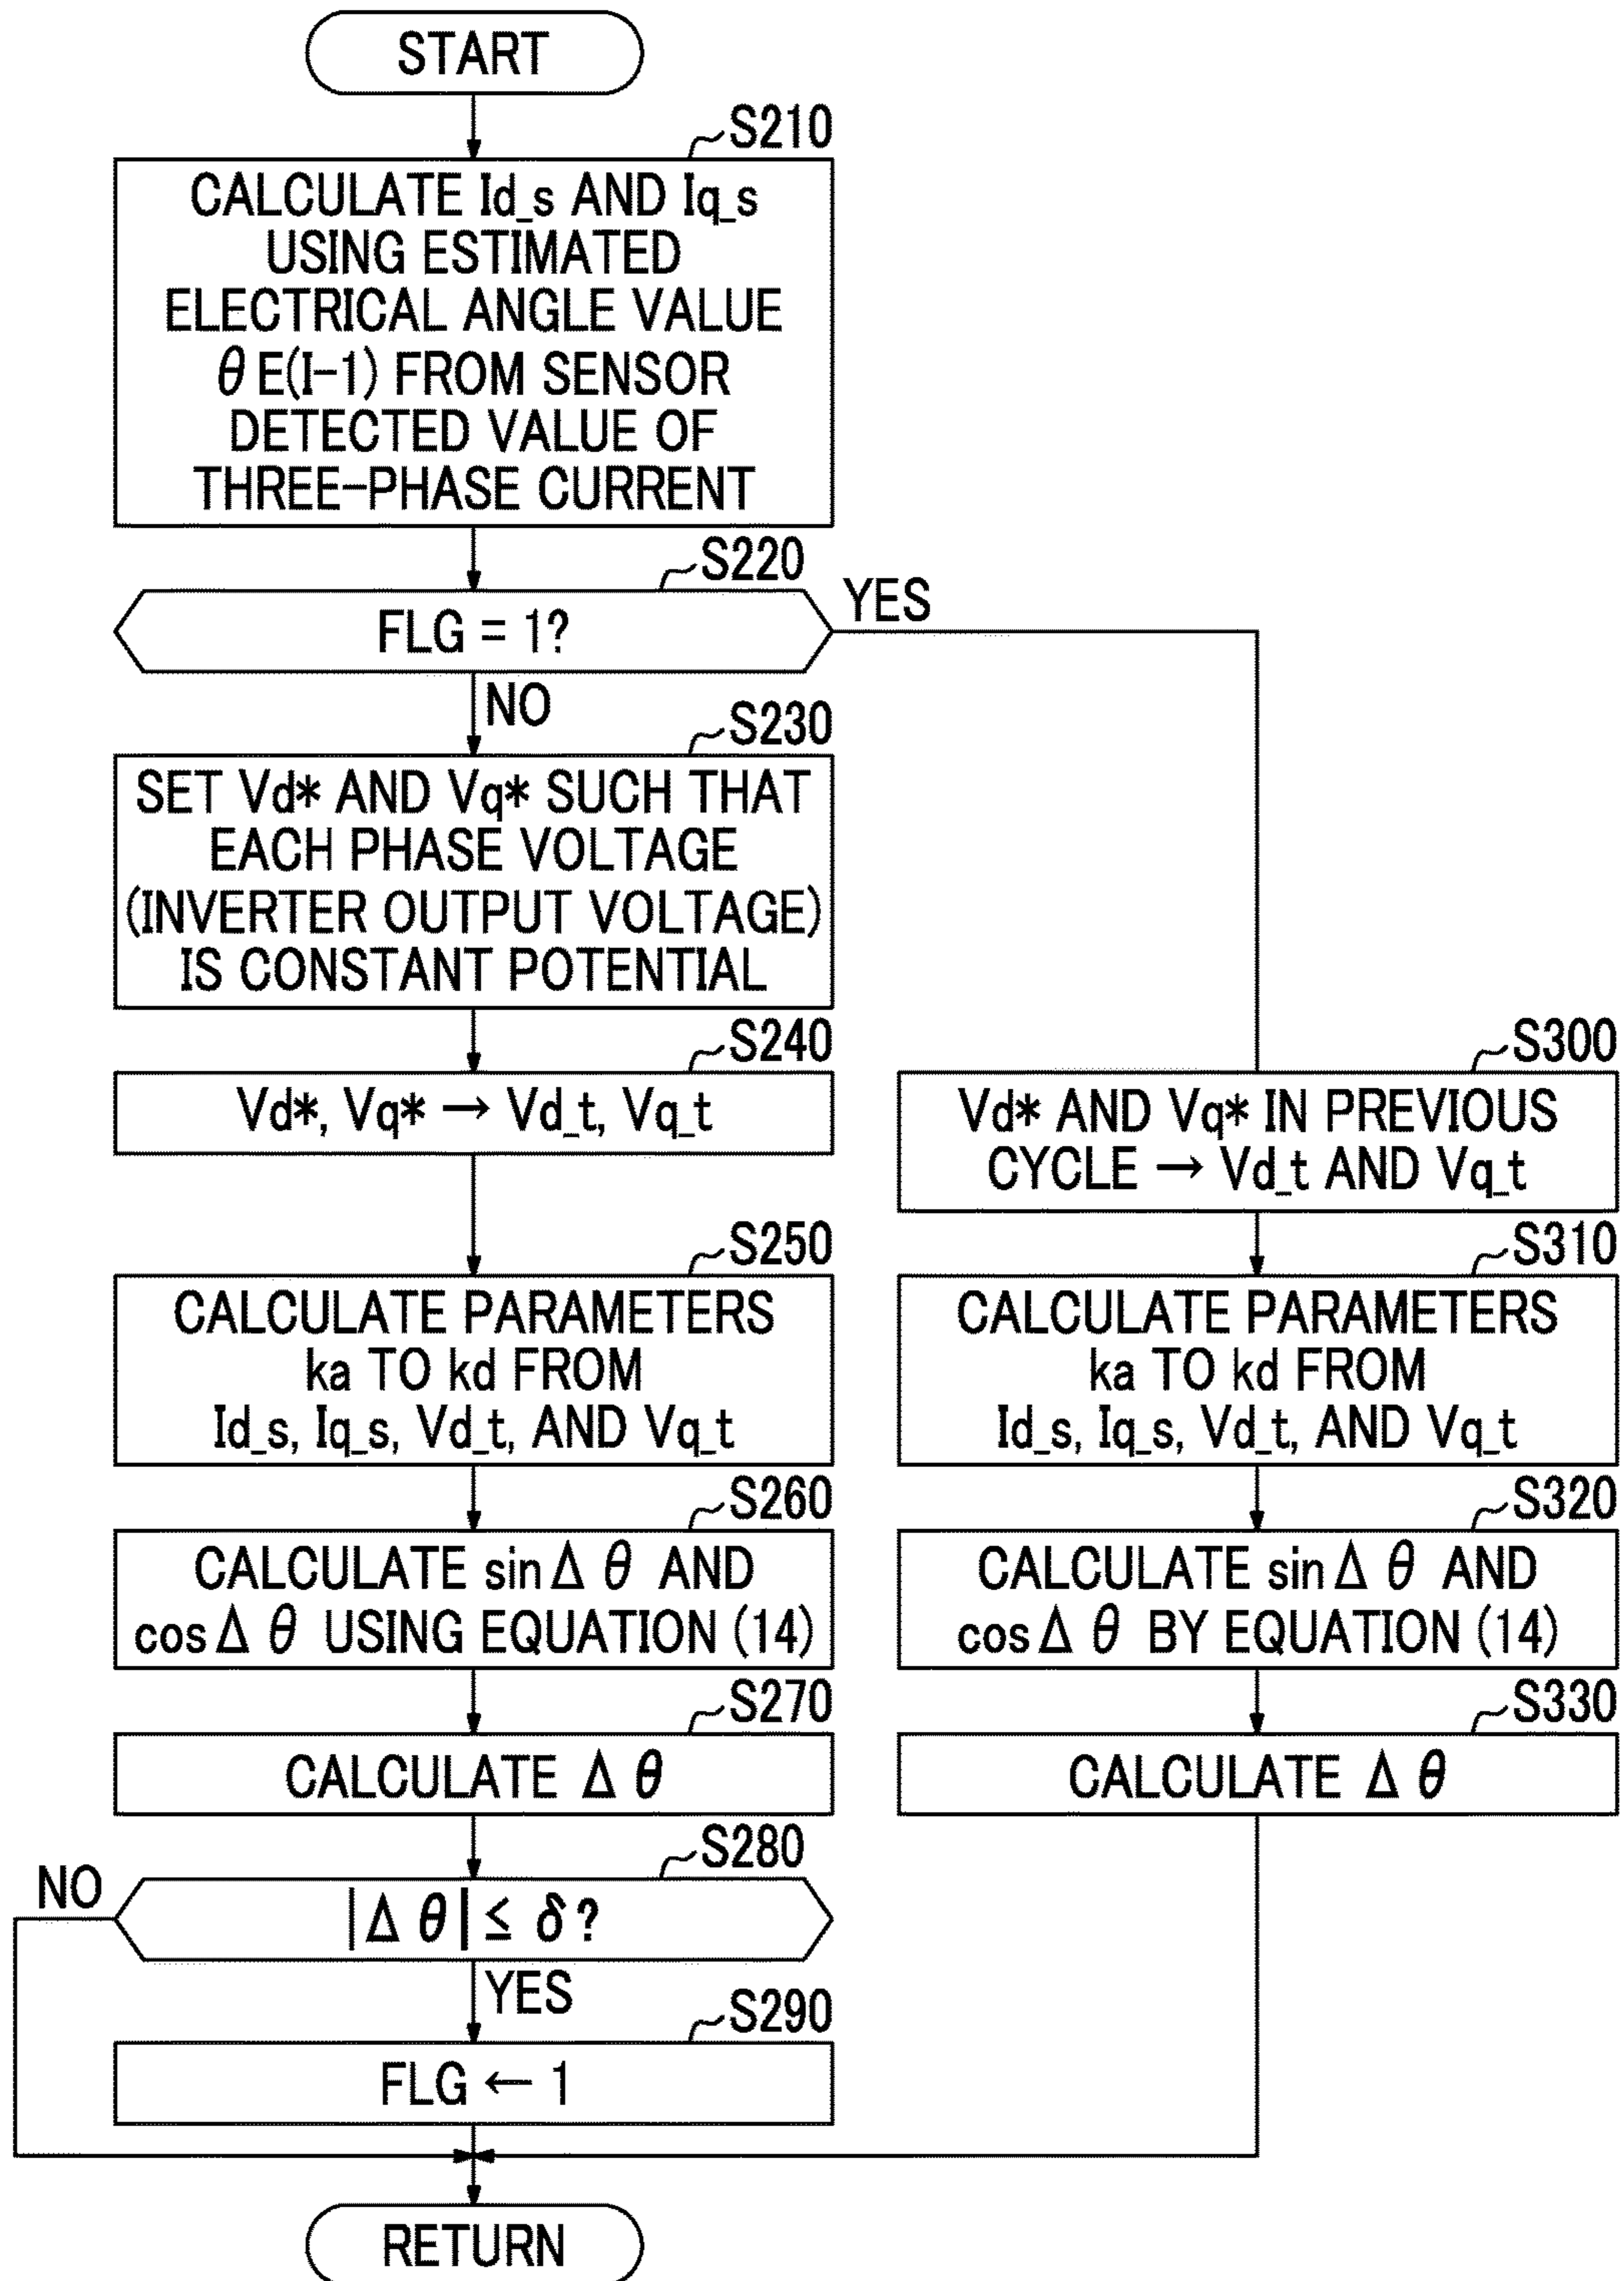 START
S210
CALCULATE Id_s AND Iq_s
USING ESTIMATED
ELECTRICAL ANGLE VALUE
θE(I-1) FROM SENSOR
DETECTED VALUE OF
THREE-PHASE CURRENT
S220
FLG = 1?
YES
NO
S230
SET Vd* AND Vq* SUCH THAT
EACH PHASE VOLTAGE
(INVERTER OUTPUT VOLTAGE)
IS CONSTANT POTENTIAL
S240
Vd*, Vq* → Vd_t, Vq_t
S250
CALCULATE PARAMETERS
ka TO kd FROM
Id_s, Iq_s, Vd_t, AND Vq_t
S260
CALCULATE sinΔθ AND
cosΔθ USING EQUATION (14)
S270
CALCULATE Δθ
S280
|Δθ| ≤ δ?
NO
YES
S290
FLG ← 1
S300
Vd* AND Vq* IN PREVIOUS
CYCLE → Vd_t AND Vq_t
S310
CALCULATE PARAMETERS
ka TO kd FROM
Id_s, Iq_s, Vd_t, AND Vq_t
S320
CALCULATE sinΔθ AND
cosΔθ BY EQUATION (14)
S330
CALCULATE Δθ
RETURN